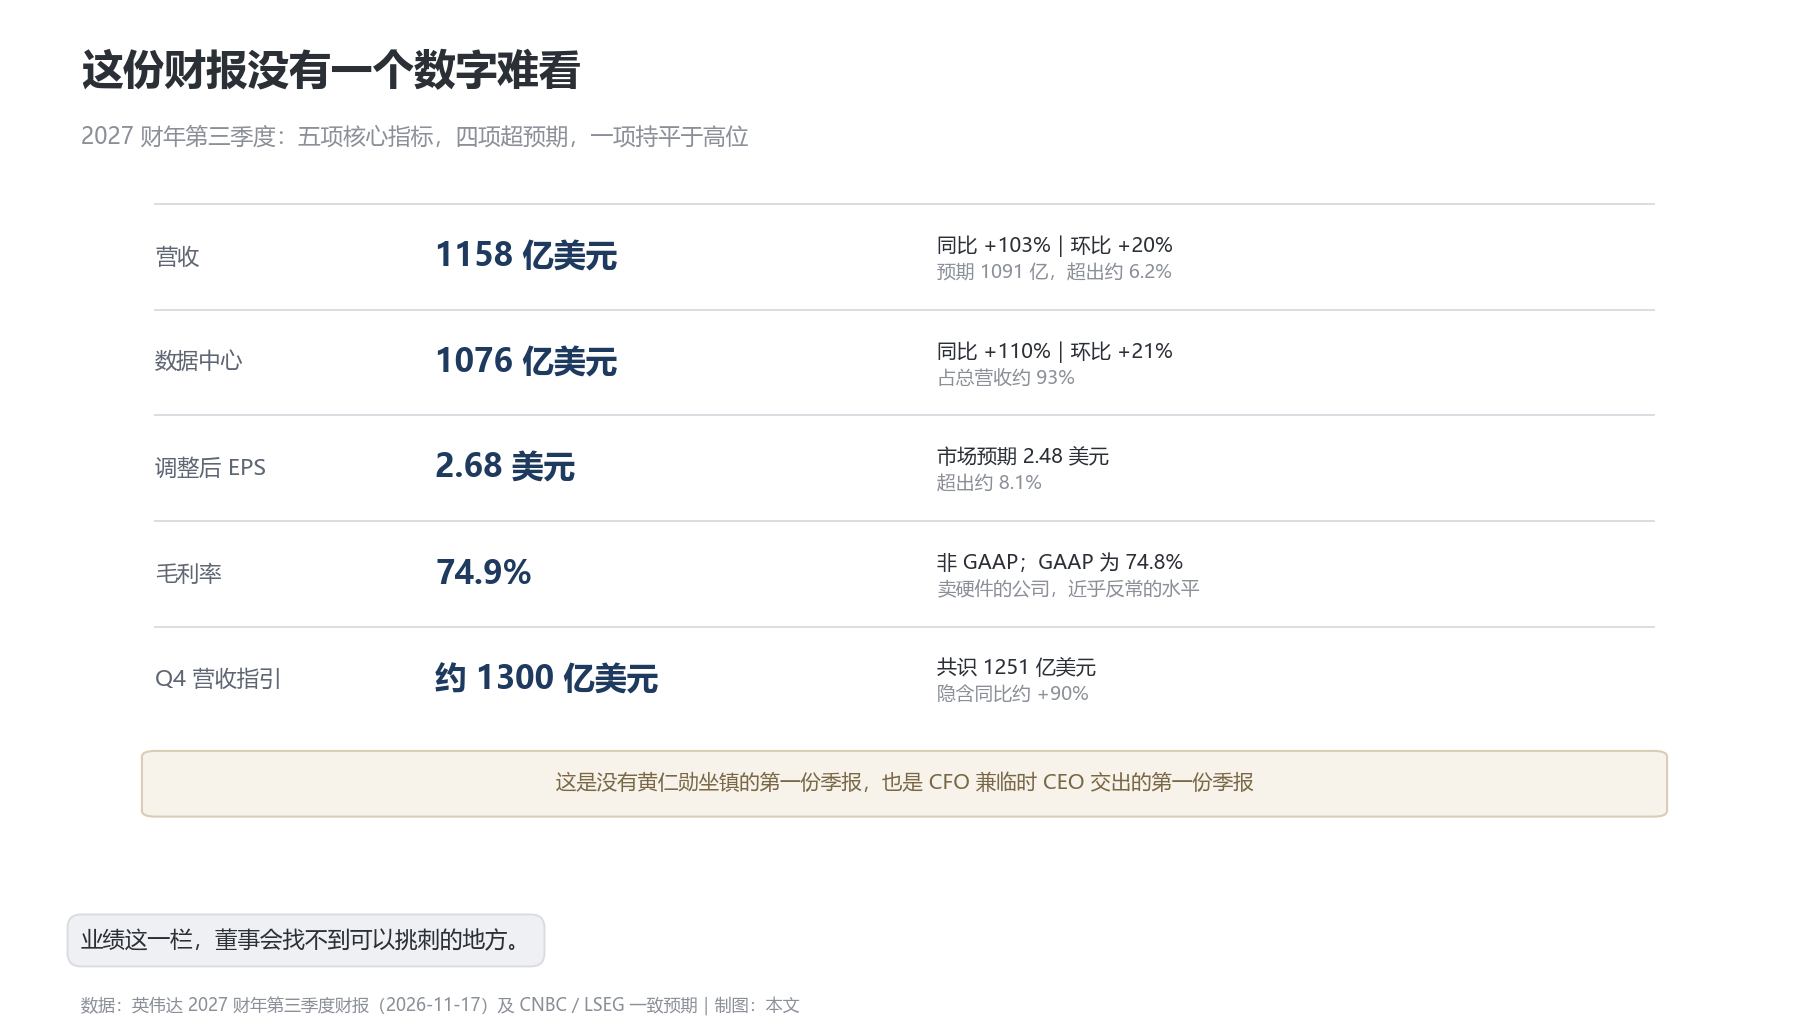 这份财报没有一个数字难看
2027 财年第三季度：五项核心指标，四项超预期，一项持平于高位
营收
1158 亿美元
同比 +103% | 环比 +20%
预期 1091 亿，超出约 6.2%
数据中心
1076 亿美元
同比 +110% | 环比 +21%
占总营收约 93%
调整后 EPS
2.68 美元
市场预期 2.48 美元
超出约 8.1%
毛利率
74.9%
非 GAAP；GAAP 为 74.8%
卖硬件的公司，近乎反常的水平
Q4 营收指引
约 1300 亿美元
共识 1251 亿美元
隐含同比约 +90%
这是没有黄仁勋坐镇的第一份季报，也是 CFO 兼临时 CEO 交出的第一份季报
业绩这一栏，董事会找不到可以挑刺的地方。
数据：英伟达 2027 财年第三季度财报（2026-11-17）及 CNBC / LSEG 一致预期 | 制图：本文